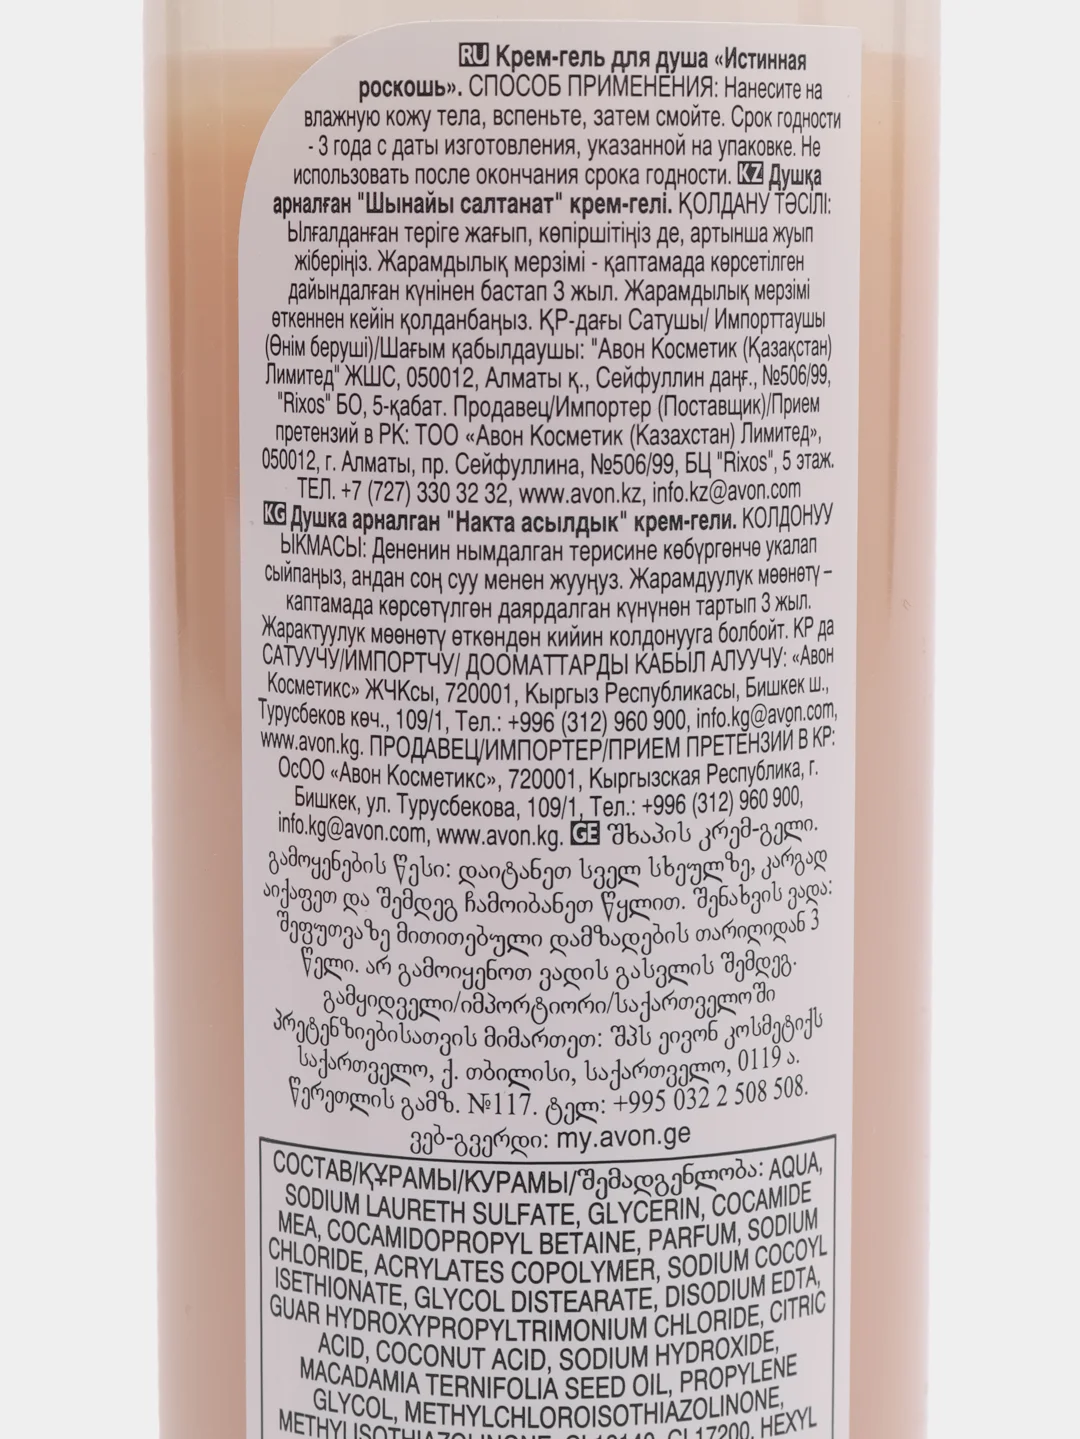 RU Крем-гель для душа «Истинная
роскошь». СПОСОБ ПРИМЕНЕНИЯ: Нанесите на
влажную кожу тела, вспеньте, затем смойте. Срок годности
- 3 года с даты изготовления, указанной на упаковке. Не
использовать после окончания срока годности. KZ Душқа
арналған "Шынайы салтанат" крем-гелі. ҚОЛДАНУ ТӘСІЛІ:
Ылғалданған теріге жағып, көпіршітіңіз де, артынша жуып
жіберіңіз. Жарамдылық мерзімі - қаптамада көрсетілген
дайындалған күнінен бастап 3 жыл. Жарамдылық мерзімі
өткеннен кейін қолданбаңыз. ҚР-дағы Сатушы/ Импорттаушы
(Өнім беруші)/Шағым қабылдаушы: "Авон Косметик (Қазақстан)
Лимитед" ЖШС, 050012, Алматы қ., Сейфуллин даңғ., №506/99,
"Rixos" БО, 5-қабат. Продавец/Импортер (Поставщик)/Прием
претензий в РК: ТОО «Авон Косметик (Казахстан) Лимитед»,
050012, г. Алматы, пр. Сейфуллина, №506/99, БЦ "Rixos", 5 этаж.
ТЕЛ. +7 (727) 330 32 32, www.avon.kz, info.kz@avon.com
KG Душка арналган "Накта асылдык" крем-гели. КОЛДОНУУ
ЫКМАСЫ: Дененин нымдалган терисине көбүргөнчө укалап
сыйпаңыз, андан соң суу менен жууңуз. Жарамдуулук мөөнөтү –
каптамада көрсөтүлгөн даярдалган күнүнөн тартып 3 жыл.
Жарактуулук мөөнөтү өткөндөн кийин колдонууга болбойт. КР да
САТУУЧУ/ИМПОРТЧУ/ ДООМАТТАРДЫ КАБЫЛ АЛУУЧУ: «Авон
Косметикс» ЖЧКсы, 720001, Кыргыз Республикасы, Бишкек ш.,
Турусбеков көч., 109/1, Тел.: +996 (312) 960 900, info.kg@avon.com,
www.avon.kg. ПРОДАВЕЦ/ИМПОРТЕР/ПРИЕМ ПРЕТЕНЗИЙ В КР:
ОсОО «Авон Косметикс», 720001, Кыргызская Республика, г.
Бишкек, ул. Турусбекова, 109/1, Тел.: +996 (312) 960 900,
info.kg@avon.com, www.avon.kg. GE შხაპის კრემ-გელი.
გამოყენების წესი: დაიტანეთ სველ სხეულზე, კარგად
აიქაფეთ და შემდეგ ჩამოიბანეთ წყლით. შენახვის ვადა:
შეფუთვაზე მითითებული დამზადების თარიღიდან 3
წელი. არ გამოიყენოთ ვადის გასვლის შემდეგ.
გამყიდველი/იმპორტიორი/საქართველოში
პრეტენზიებისათვის მიმართეთ: შპს ეივონ კოსმეტიქს
საქართველო, ქ. თბილისი, საქართველო, 0119 ა.
წერეთლის გამზ. №117. ტელ: +995 032 2 508 508.
ვებ-გვერდი: my.avon.ge
СОСТАВ/ҚҰРАМЫ/КУРАМЫ/შემადგენლობა: AQUA,
SODIUM LAURETH SULFATE, GLYCERIN, COCAMIDE
MEA, COCAMIDOPROPYL BETAINE, PARFUM, SODIUM
CHLORIDE, ACRYLATES COPOLYMER, SODIUM COCOYL
ISETHIONATE, GLYCOL DISTEARATE, DISODIUM EDTA,
GUAR HYDROXYPROPYLTRIMONIUM CHLORIDE, CITRIC
ACID, COCONUT ACID, SODIUM HYDROXIDE,
MACADAMIA TERNIFOLIA SEED OIL, PROPYLENE
GLYCOL, METHYLCHLOROISOTHIAZOLINONE,
METHYLISOTHIAZOLINONE, CI 17200, HEXYL